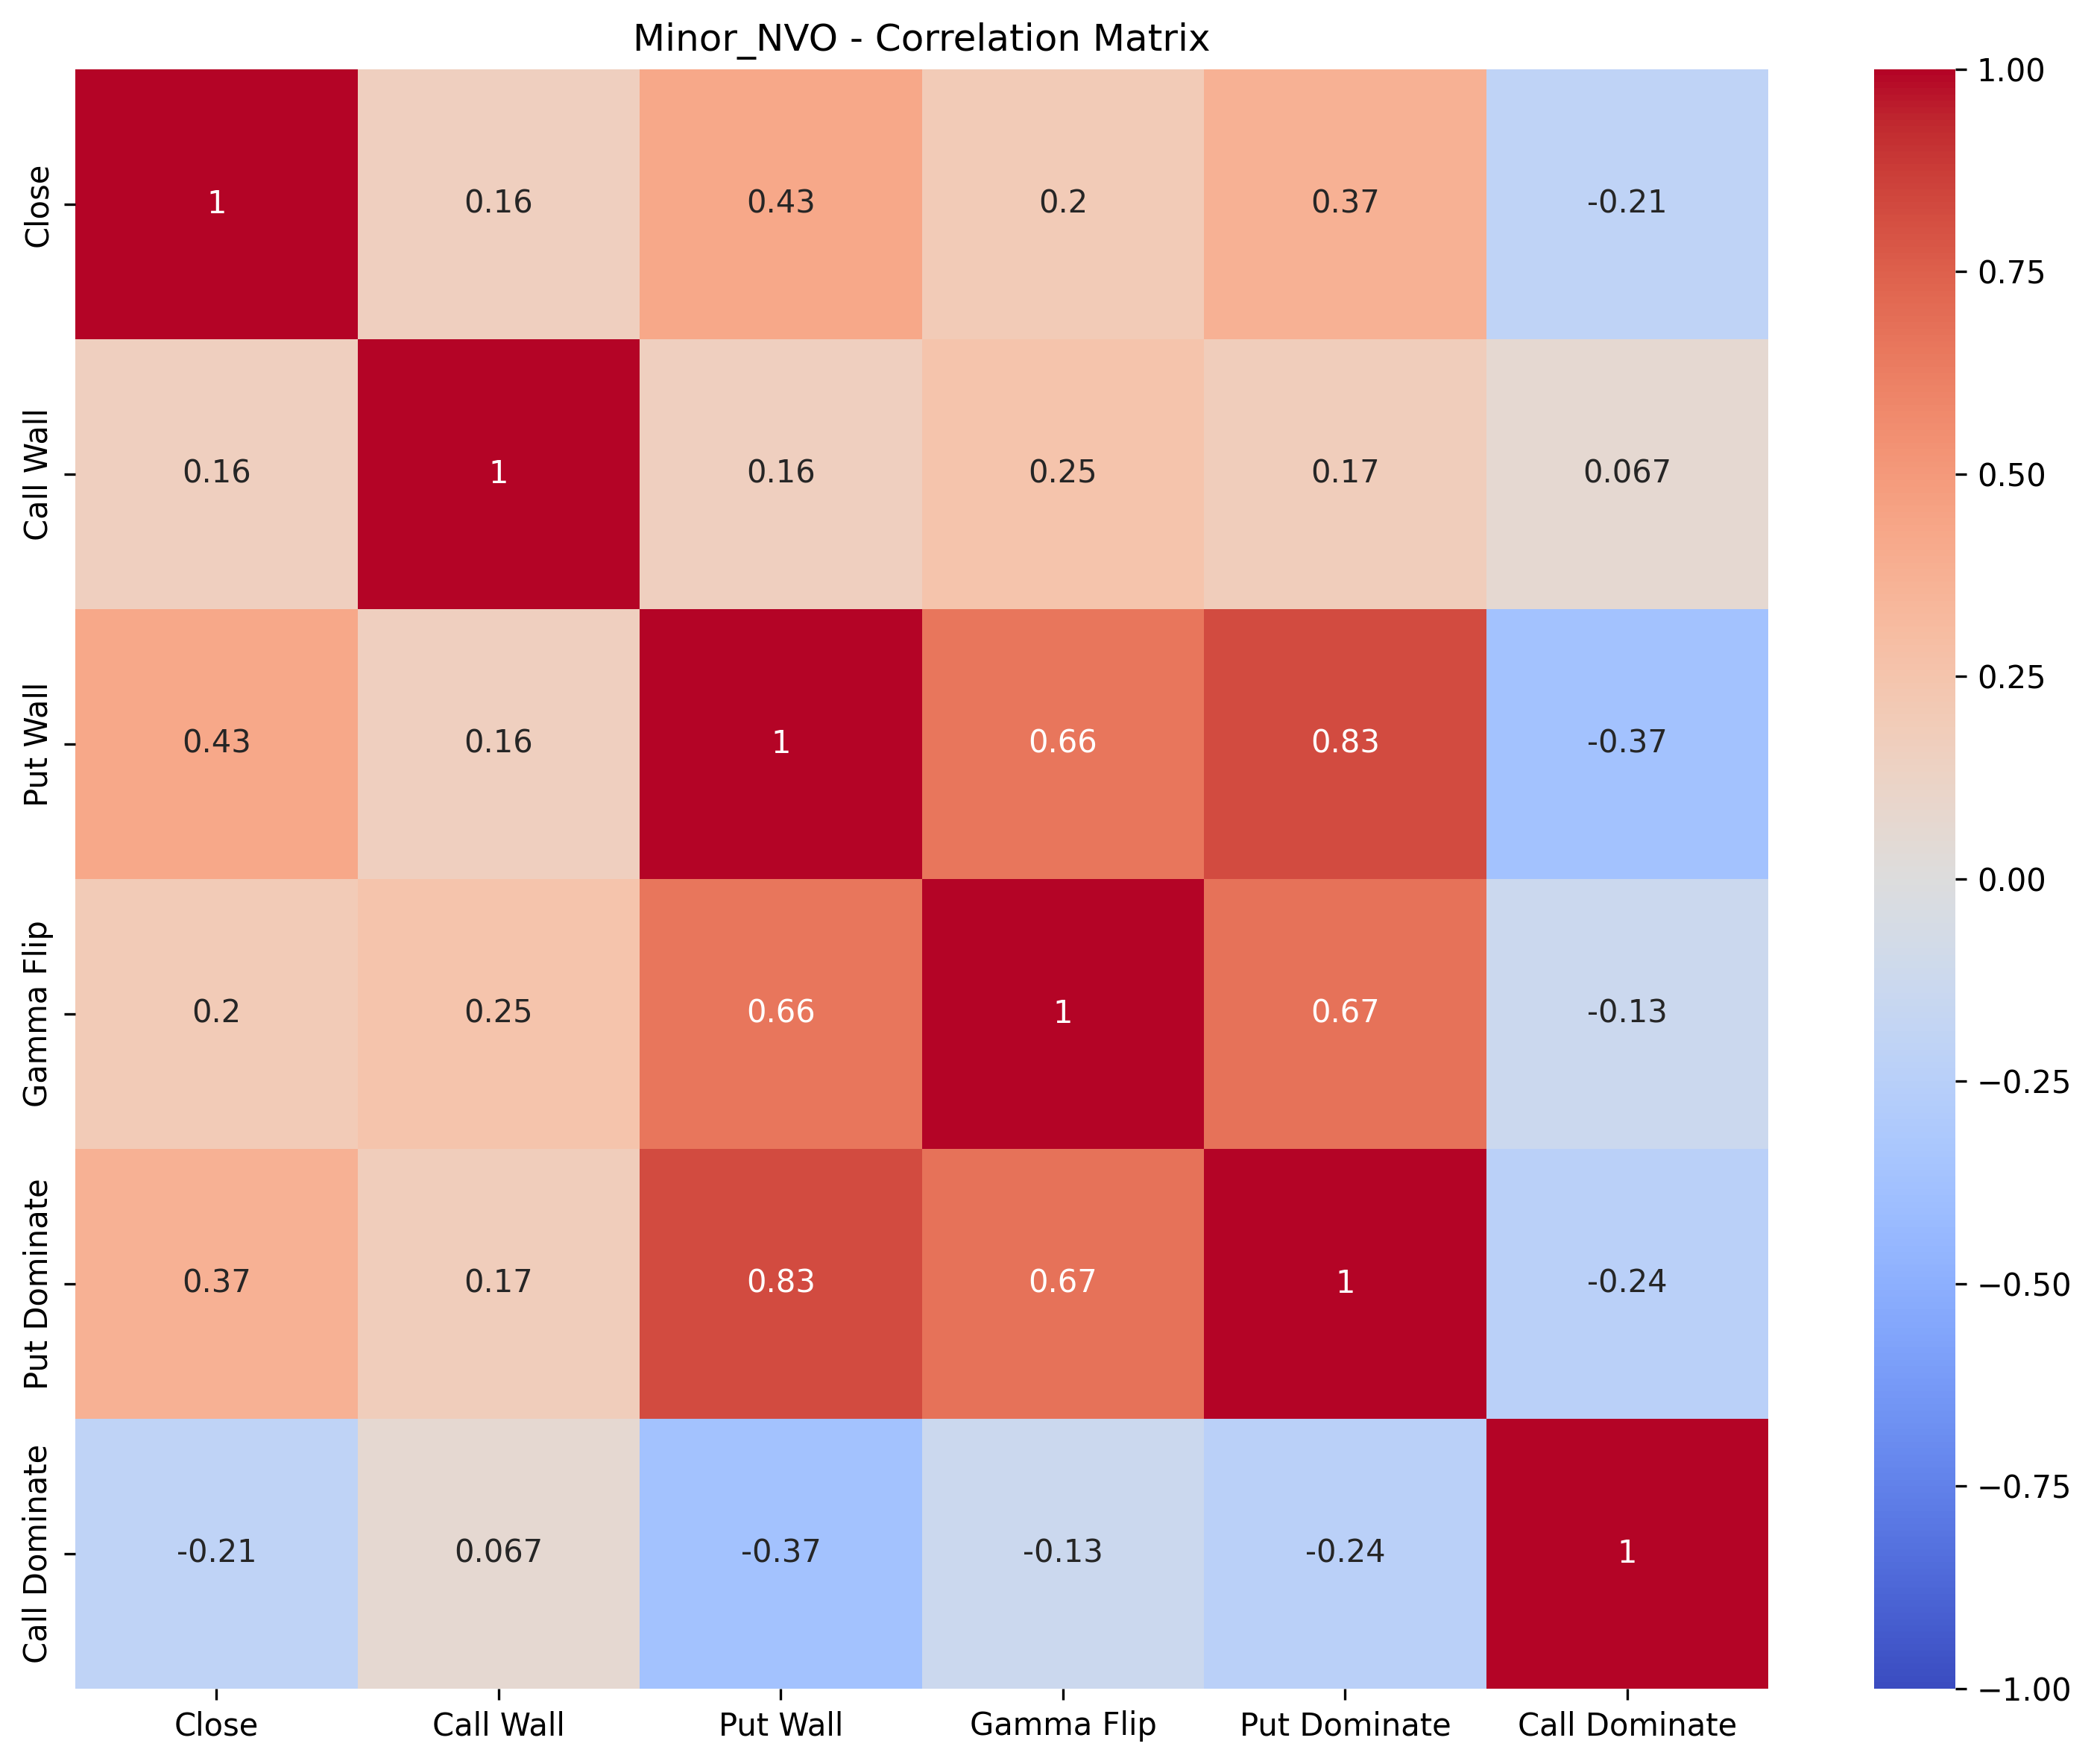 Minor_NVO - Correlation Matrix
Close 1 0.16 0.43 0.2 0.37 -0.21
Call Wall 0.16 1 0.16 0.25 0.17 0.067
Put Wall 0.43 0.16 1 0.66 0.83 -0.37
Gamma Flip 0.2 0.25 0.66 1 0.67 -0.13
Put Dominate 0.37 0.17 0.83 0.67 1 -0.24
Call Dominate -0.21 0.067 -0.37 -0.13 -0.24 1
Close Call Wall Put Wall Gamma Flip Put Dominate Call Dominate
1.00
0.75
0.50
0.25
0.00
−0.25
−0.50
−0.75
−1.00